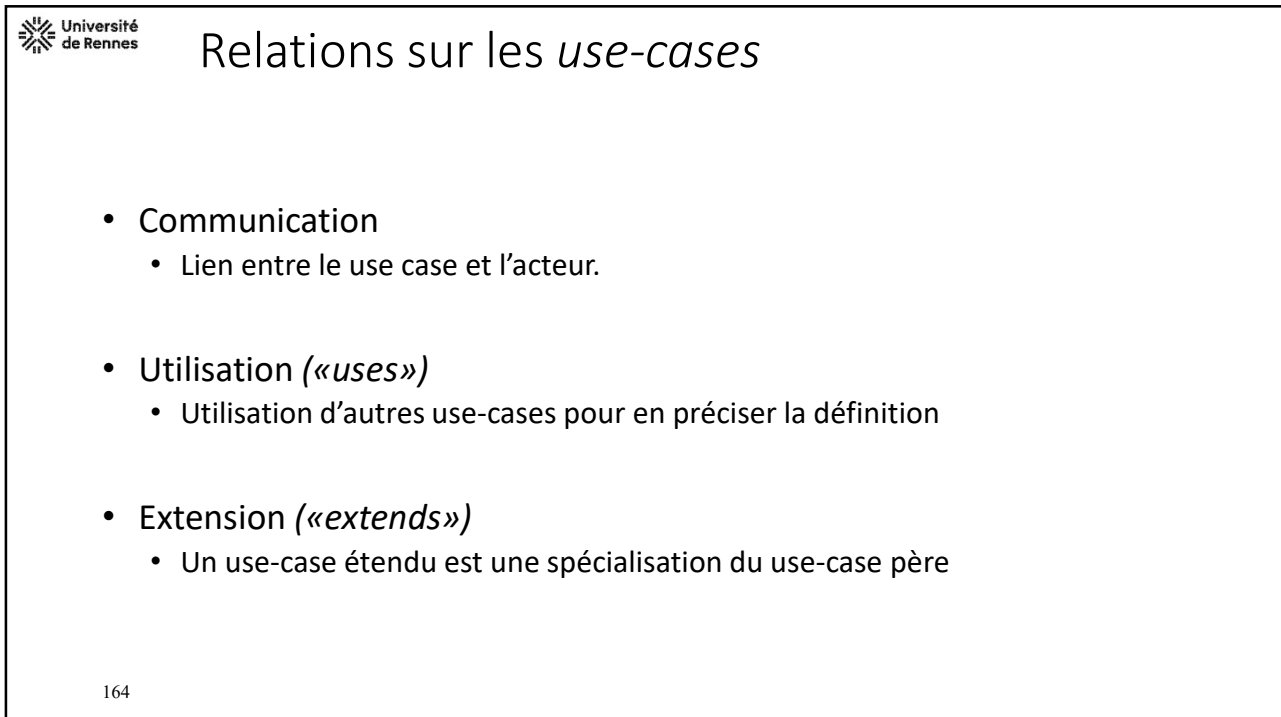 Université
de Rennes
Relations sur les use-cases
• Communication
• Lien entre le use case et l’acteur.
• Utilisation («uses»)
• Utilisation d’autres use-cases pour en préciser la définition
• Extension («extends»)
• Un use-case étendu est une spécialisation du use-case père
164